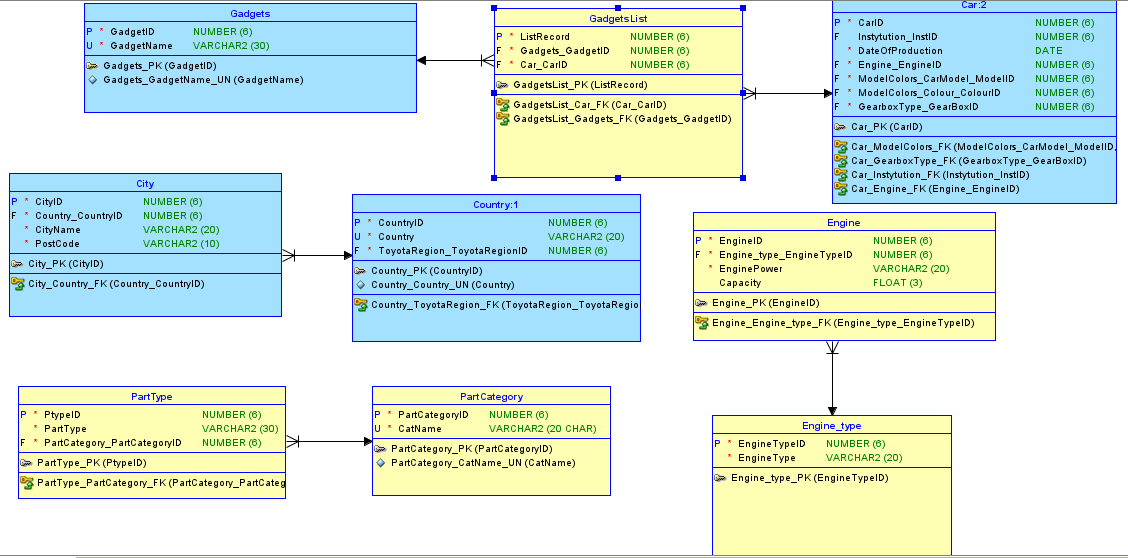 Gadgets
P * GadgetID NUMBER (6)
U * GadgetName VARCHAR2 (30)
Gadgets_PK (GadgetID)
Gadgets_GadgetName_UN (GadgetName)
GadgetsList
P * ListRecord NUMBER (6)
F * Gadgets_GadgetID NUMBER (6)
F * Car_CarID NUMBER (6)
GadgetsList_PK (ListRecord)
GadgetsList_Car_FK (Car_CarID)
GadgetsList_Gadgets_FK (Gadgets_GadgetID)
Car:2
P * CarID NUMBER (6)
F Instytution_InstID NUMBER (6)
* DateOfProduction DATE
F * Engine_EngineID NUMBER (6)
F * ModelColors_CarModel_ModelID NUMBER (6)
F * ModelColors_Colour_ColourID NUMBER (6)
F * GearboxType_GearBoxID NUMBER (6)
Car_PK (CarID)
Car_ModelColors_FK (ModelColors_CarModel_ModelID,
Car_GearboxType_FK (GearboxType_GearBoxID)
Car_Instytution_FK (Instytution_InstID)
Car_Engine_FK (Engine_EngineID)
City
P * CityID NUMBER (6)
F * Country_CountryID NUMBER (6)
* CityName VARCHAR2 (20)
* PostCode VARCHAR2 (10)
City_PK (CityID)
City_Country_FK (Country_CountryID)
Country:1
P * CountryID NUMBER (6)
U * Country VARCHAR2 (20)
F * ToyotaRegion_ToyotaRegionID NUMBER (6)
Country_PK (CountryID)
Country_Country_UN (Country)
Country_ToyotaRegion_FK (ToyotaRegion_ToyotaRegio
Engine
P * EngineID NUMBER (6)
F * Engine_type_EngineTypeID NUMBER (6)
* EnginePower VARCHAR2 (20)
Capacity FLOAT (3)
Engine_PK (EngineID)
Engine_Engine_type_FK (Engine_type_EngineTypeID)
PartType
P * PtypeID NUMBER (6)
* PartType VARCHAR2 (30)
F * PartCategory_PartCategoryID NUMBER (6)
PartType_PK (PtypeID)
PartType_PartCategory_FK (PartCategory_PartCateg
PartCategory
P * PartCategoryID NUMBER (6)
U * CatName VARCHAR2 (20 CHAR)
PartCategory_PK (PartCategoryID)
PartCategory_CatName_UN (CatName)
Engine_type
P * EngineTypeID NUMBER (6)
* EngineType VARCHAR2 (20)
Engine_type_PK (EngineTypeID)